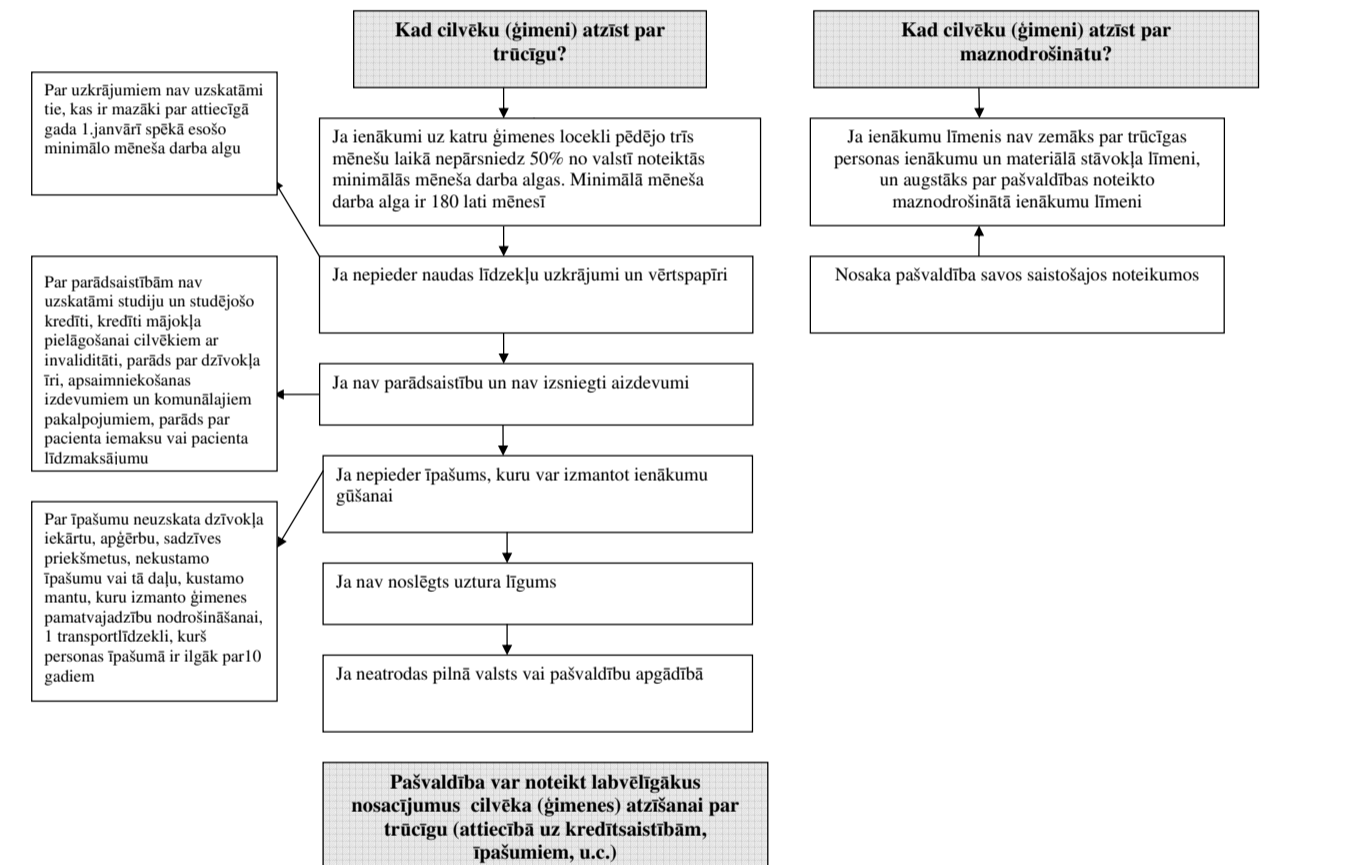 Kad cilvēku (ģimeni) atzīst par
trūcīgu?
Kad cilvēku (ģimeni) atzīst par
maznodrošinātu?
Par uzkrājumiem nav uzskatāmi
tie, kas ir mazāki par attiecīgā
gada 1.janvārī spēkā esošo
minimālo mēneša darba algu
Ja ienākumi uz katru ģimenes locekli pēdējo trīs
mēnešu laikā nepārsniedz 50% no valstī noteiktās
minimālās mēneša darba algas. Minimālā mēneša
darba alga ir 180 lati mēnesī
Ja ienākumu līmenis nav zemāks par trūcīgas
personas ienākumu un materiālā stāvokļa līmeni,
un augstāks par pašvaldības noteikto
maznodrošinātā ienākumu līmeni
Ja nepieder naudas līdzekļu uzkrājumi un vērtspapīri
Nosaka pašvaldība savos saistošajos noteikumos
Par parādsaistībām nav
uzskatāmi studiju un studējošo
kredīti, kredīti mājokļa
pielāgošanai cilvēkiem ar
invaliditāti, parāds par dzīvokļa
īri, apsaimniekošanas
izdevumiem un komunālajiem
pakalpojumiem, parāds par
pacienta iemaksu vai pacienta
līdzmaksājumu
Ja nav parādsaistību un nav izsniegti aizdevumi
Ja nepieder īpašums, kuru var izmantot ienākumu
gūšanai
Par īpašumu neuzskata dzīvokļa
iekārtu, apģērbu, sadzīves
priekšmetus, nekustamo
īpašumu vai tā daļu, kustamo
mantu, kuru izmanto ģimenes
pamatvajadzību nodrošināšanai,
1 transportlīdzekli, kurš
personas īpašumā ir ilgāk par10
gadiem
Ja nav noslēgts uztura līgums
Ja neatrodas pilnā valsts vai pašvaldību apgādībā
Pašvaldība var noteikt labvēlīgākus
nosacījumus cilvēka (ģimenes) atzīšanai par
trūcīgu (attiecībā uz kredītsaistībām,
īpašumiem, u.c.)